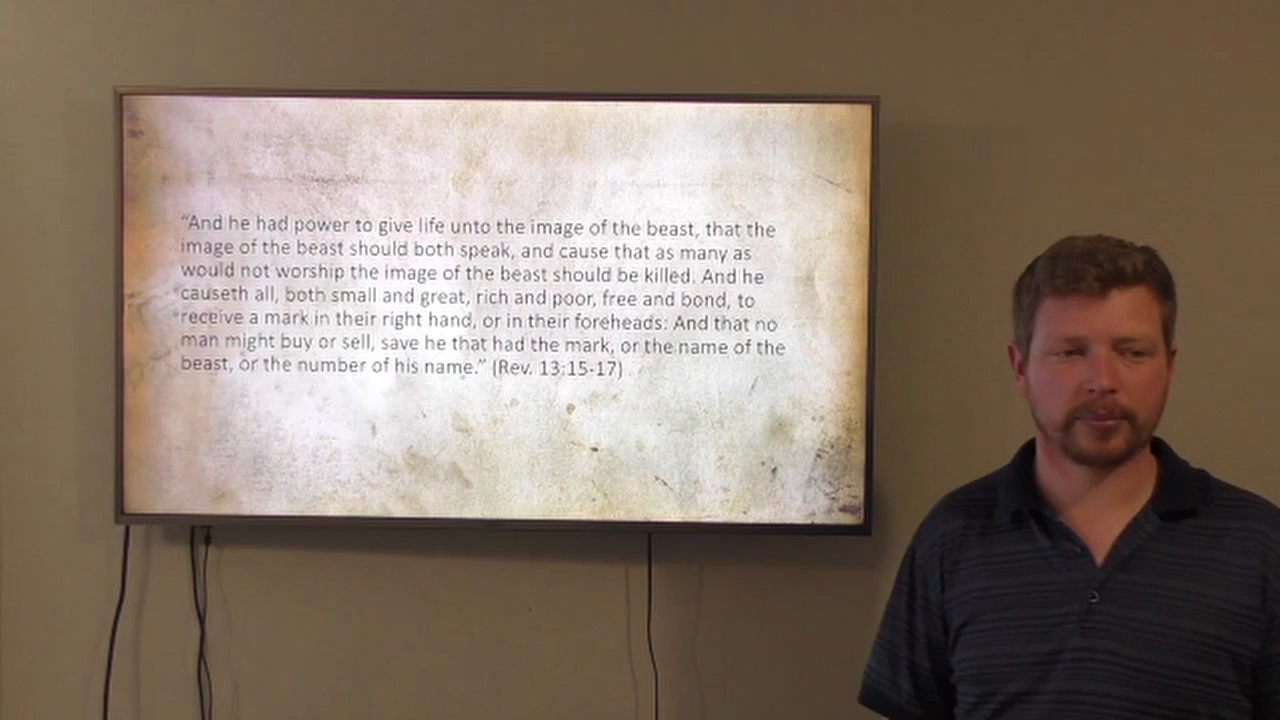 “And he had power to give life unto the image of the beast, that the
image of the beast should both speak, and cause that as many as
would not worship the image of the beast should be killed. And he
causeth all, both small and great, rich and poor, free and bond, to
receive a mark in their right hand, or in their foreheads: And that no
man might buy or sell, save he that had the mark, or the name of the
beast, or the number of his name.” (Rev. 13:15-17)